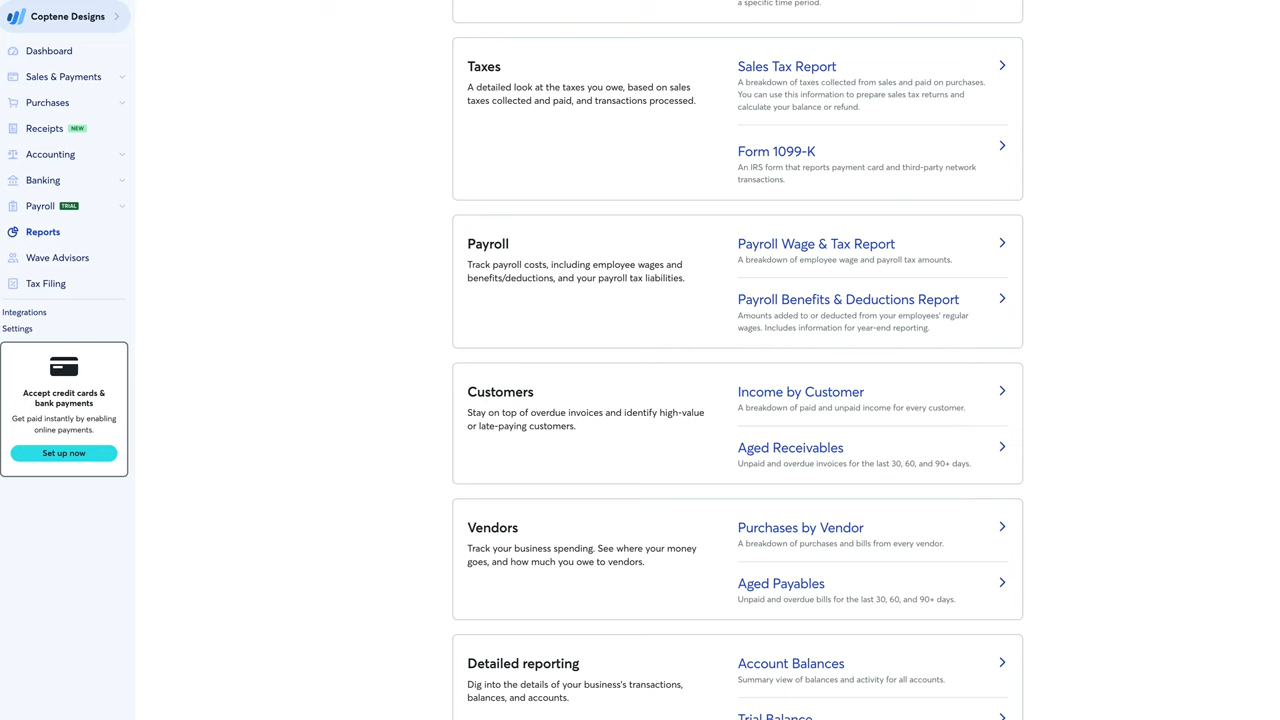 Coptene Designs
Dashboard
Sales & Payments
Purchases
Receipts NEW
Accounting
Banking
Payroll TRIAL
Reports
Wave Advisors
Tax Filing
Integrations
Settings
Accept credit cards &
bank payments
Get paid instantly by enabling
online payments.
Set up now
a specific time period.
Taxes
A detailed look at the taxes you owe, based on sales
taxes collected and paid, and transactions processed.
Sales Tax Report
A breakdown of taxes collected from sales and paid on purchases.
You can use this information to prepare sales tax returns and
calculate your balance or refund.
Form 1099-K
An IRS form that reports payment card and third-party network
transactions.
Payroll
Track payroll costs, including employee wages and
benefits/deductions, and your payroll tax liabilities.
Payroll Wage & Tax Report
A breakdown of employee wage and payroll tax amounts.
Payroll Benefits & Deductions Report
Amounts added to or deducted from your employees' regular
wages. Includes information for year-end reporting.
Customers
Stay on top of overdue invoices and identify high-value
or late-paying customers.
Income by Customer
A breakdown of paid and unpaid income for every customer.
Aged Receivables
Unpaid and overdue invoices for the last 30, 60, and 90+ days.
Vendors
Track your business spending. See where your money
goes, and how much you owe to vendors.
Purchases by Vendor
A breakdown of purchases and bills from every vendor.
Aged Payables
Unpaid and overdue bills for the last 30, 60, and 90+ days.
Detailed reporting
Dig into the details of your business's transactions,
balances, and accounts.
Account Balances
Summary view of balances and activity for all accounts.
Trial Balance